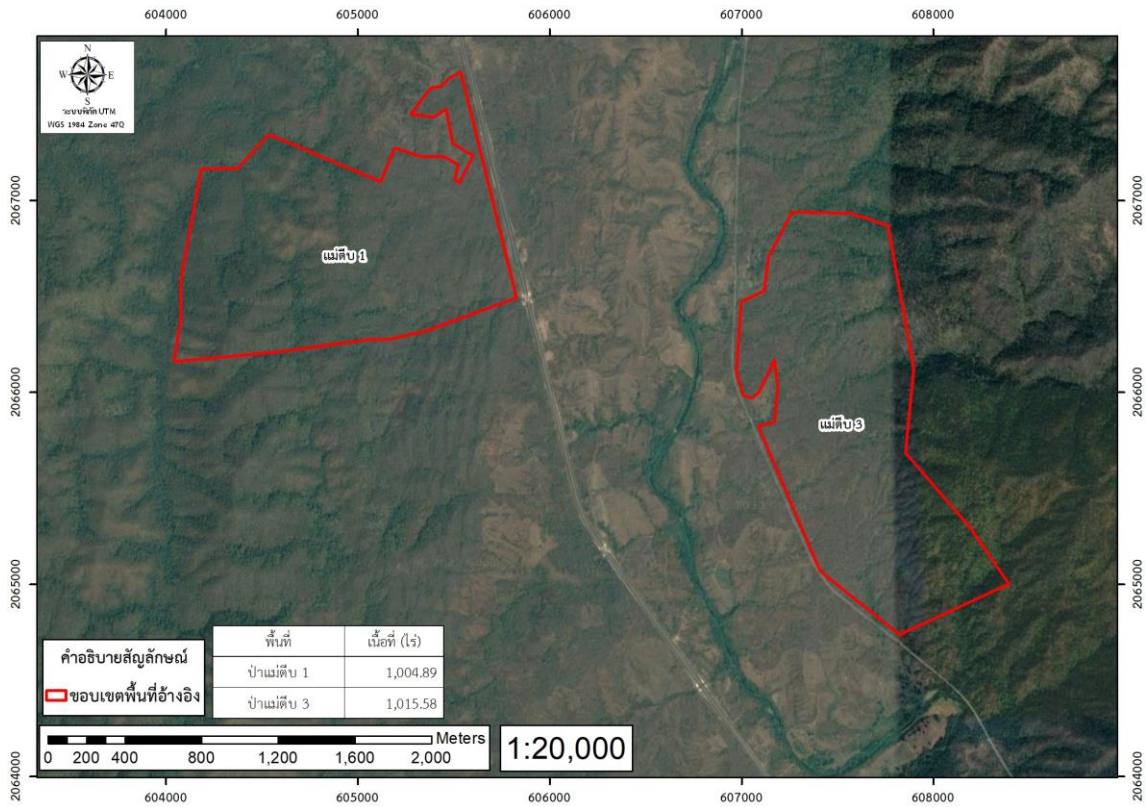 604000 605000 606000 607000 608000
N
W E
S
ระบบพิกัด UTM
WGS 1984 Zone 47Q
2067000 2067000
แม่ตีบ 1
2066000 2066000
แม่ตีบ 3
2065000 2065000
คำอธิบายสัญลักษณ์
ขอบเขตพื้นที่อ้างอิง
พื้นที่ เนื้อที่ (ไร่)
ป่าแม่ตีบ 1 1,004.89
ป่าแม่ตีบ 3 1,015.58
Meters
0 200 400 800 1,200 1,600 2,000
1:20,000
2064000 2064000
604000 605000 606000 607000 608000